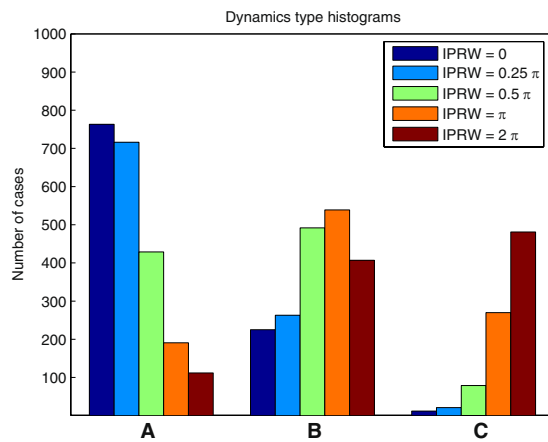 Dynamics type histograms
Number of cases
1000
900
800
700
600
500
400
300
200
100
IPRW = 0
IPRW = 0.25 π
IPRW = 0.5 π
IPRW = π
IPRW = 2 π
A B C